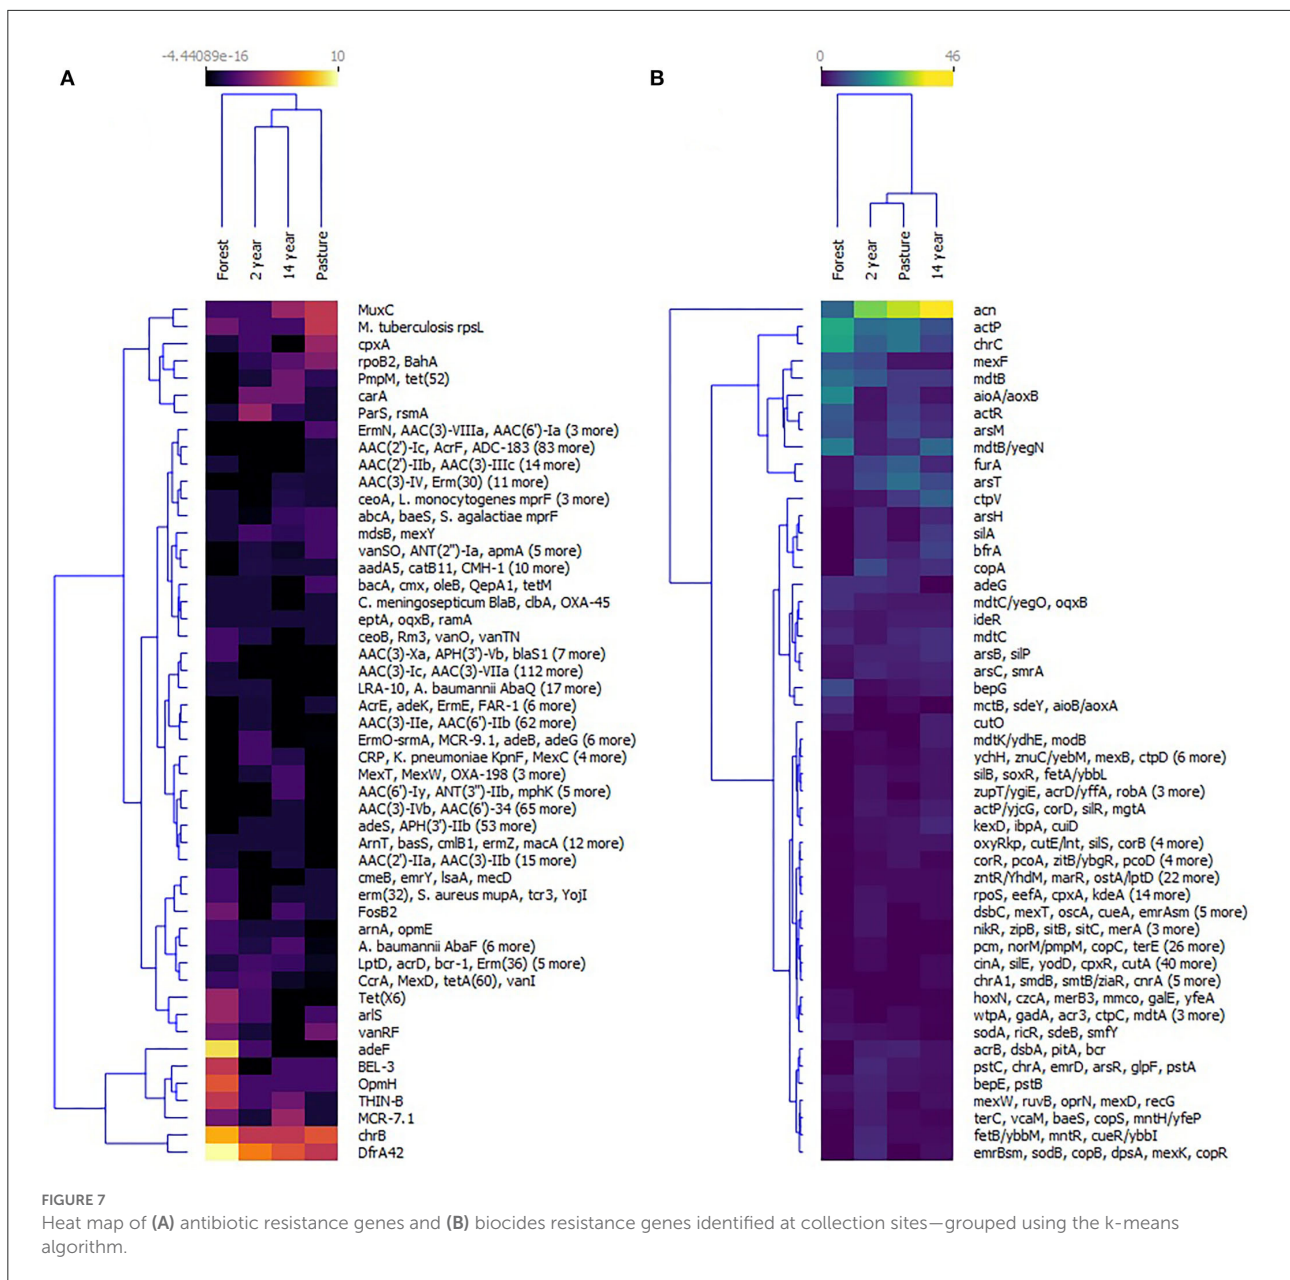 -4.44089e-16 10
A
Forest
2 year
14 year
Pasture
MuxC
M. tuberculosis rpsL
cpxA
rpoB2, BahA
PmpM, tet(52)
carA
ParS, rsmA
ErmN, AAC(3)-VIIIa, AAC(6')-Ia (3 more)
AAC(2')-Ic, AcrF, ADC-183 (83 more)
AAC(2')-IIb, AAC(3)-IIIc (14 more)
AAC(3)-IV, Erm(30) (11 more)
ceoA, L. monocytogenes mprF (3 more)
abcA, baeS, S. agalactiae mprF
mdsB, mexY
vanSO, ANT(2'')-Ia, apmA (5 more)
aadA5, catB11, CMH-1 (10 more)
bacA, cmx, oleB, QepA1, tetM
C. meningosepticum BlaB, clbA, OXA-45
eptA, oqxB, ramA
ceoB, Rm3, vanO, vanTN
AAC(3)-Xa, APH(3')-Vb, blaS1 (7 more)
AAC(3)-Ic, AAC(3)-VIIa (112 more)
LRA-10, A. baumannii AbaQ (17 more)
AcrE, adeK, ErmE, FAR-1 (6 more)
AAC(3)-IIe, AAC(6')-IIb (62 more)
ErmO-srmA, MCR-9.1, adeB, adeG (6 more)
CRP, K. pneumoniae KpnF, MexC (4 more)
MexT, MexW, OXA-198 (3 more)
AAC(6')-Iy, ANT(3'')-IIb, mphK (5 more)
AAC(3)-IVb, AAC(6')-34 (65 more)
adeS, APH(3')-IIb (53 more)
ArnT, basS, cmlB1, ermZ, macA (12 more)
AAC(2')-IIa, AAC(3)-IIb (15 more)
cmeB, emrY, lsaA, mecD
erm(32), S. aureus mupA, tcr3, YojI
FosB2
arnA, opmE
A. baumannii AbaF (6 more)
LptD, acrD, bcr-1, Erm(36) (5 more)
CcrA, MexD, tetA(60), vanI
Tet(X6)
arlS
vanRF
adeF
BEL-3
OpmH
THIN-B
MCR-7.1
chrB
DfrA42
0 46
B
Forest
2 year
Pasture
14 year
acn
actP
chrC
mexF
mdtB
aioA/aoxB
actR
arsM
mdtB/yegN
furA
arsT
ctpV
arsH
silA
bfrA
copA
adeG
mdtC/yegO, oqxB
ideR
mdtC
arsB, silP
arsC, smrA
bepG
mctB, sdeY, aioB/aoxA
cutO
mdtK/ydhE, modB
ychH, znuC/yebM, mexB, ctpD (6 more)
silB, soxR, fetA/ybbL
zupT/ygiE, acrD/yffA, robA (3 more)
actP/yjcG, corD, silR, mgtA
kexD, ibpA, cuiD
oxyRkp, cutE/lnt, silS, corB (4 more)
corR, pcoA, zitB/ybgR, pcoD (4 more)
zntR/YhdM, marR, ostA/lptD (22 more)
rpoS, eefA, cpxA, kdeA (14 more)
dsbC, mexT, oscA, cueA, emrAsm (5 more)
nikR, zipB, sitB, sitC, merA (3 more)
pcm, norM/pmpM, copC, terE (26 more)
cinA, silE, yodD, cpxR, cutA (40 more)
chrA1, smdB, smtB/ziaR, cnrA (5 more)
hoxN, czcA, merB3, mmco, galE, yfeA
wtpA, gadA, acr3, ctpC, mdtA (3 more)
sodA, ricR, sdeB, smfY
acrB, dsbA, pitA, bcr
pstC, chrA, emrD, arsR, glpF, pstA
bepE, pstB
mexW, ruvB, oprN, mexD, recG
terC, vcaM, baeS, copS, mntH/yfeP
fetB/ybbM, mntR, cueR/ybbI
emrBsm, sodB, copB, dpsA, mexK, copR
FIGURE 7
Heat map of (A) antibiotic resistance genes and (B) biocides resistance genes identified at collection sites—grouped using the k-means
algorithm.